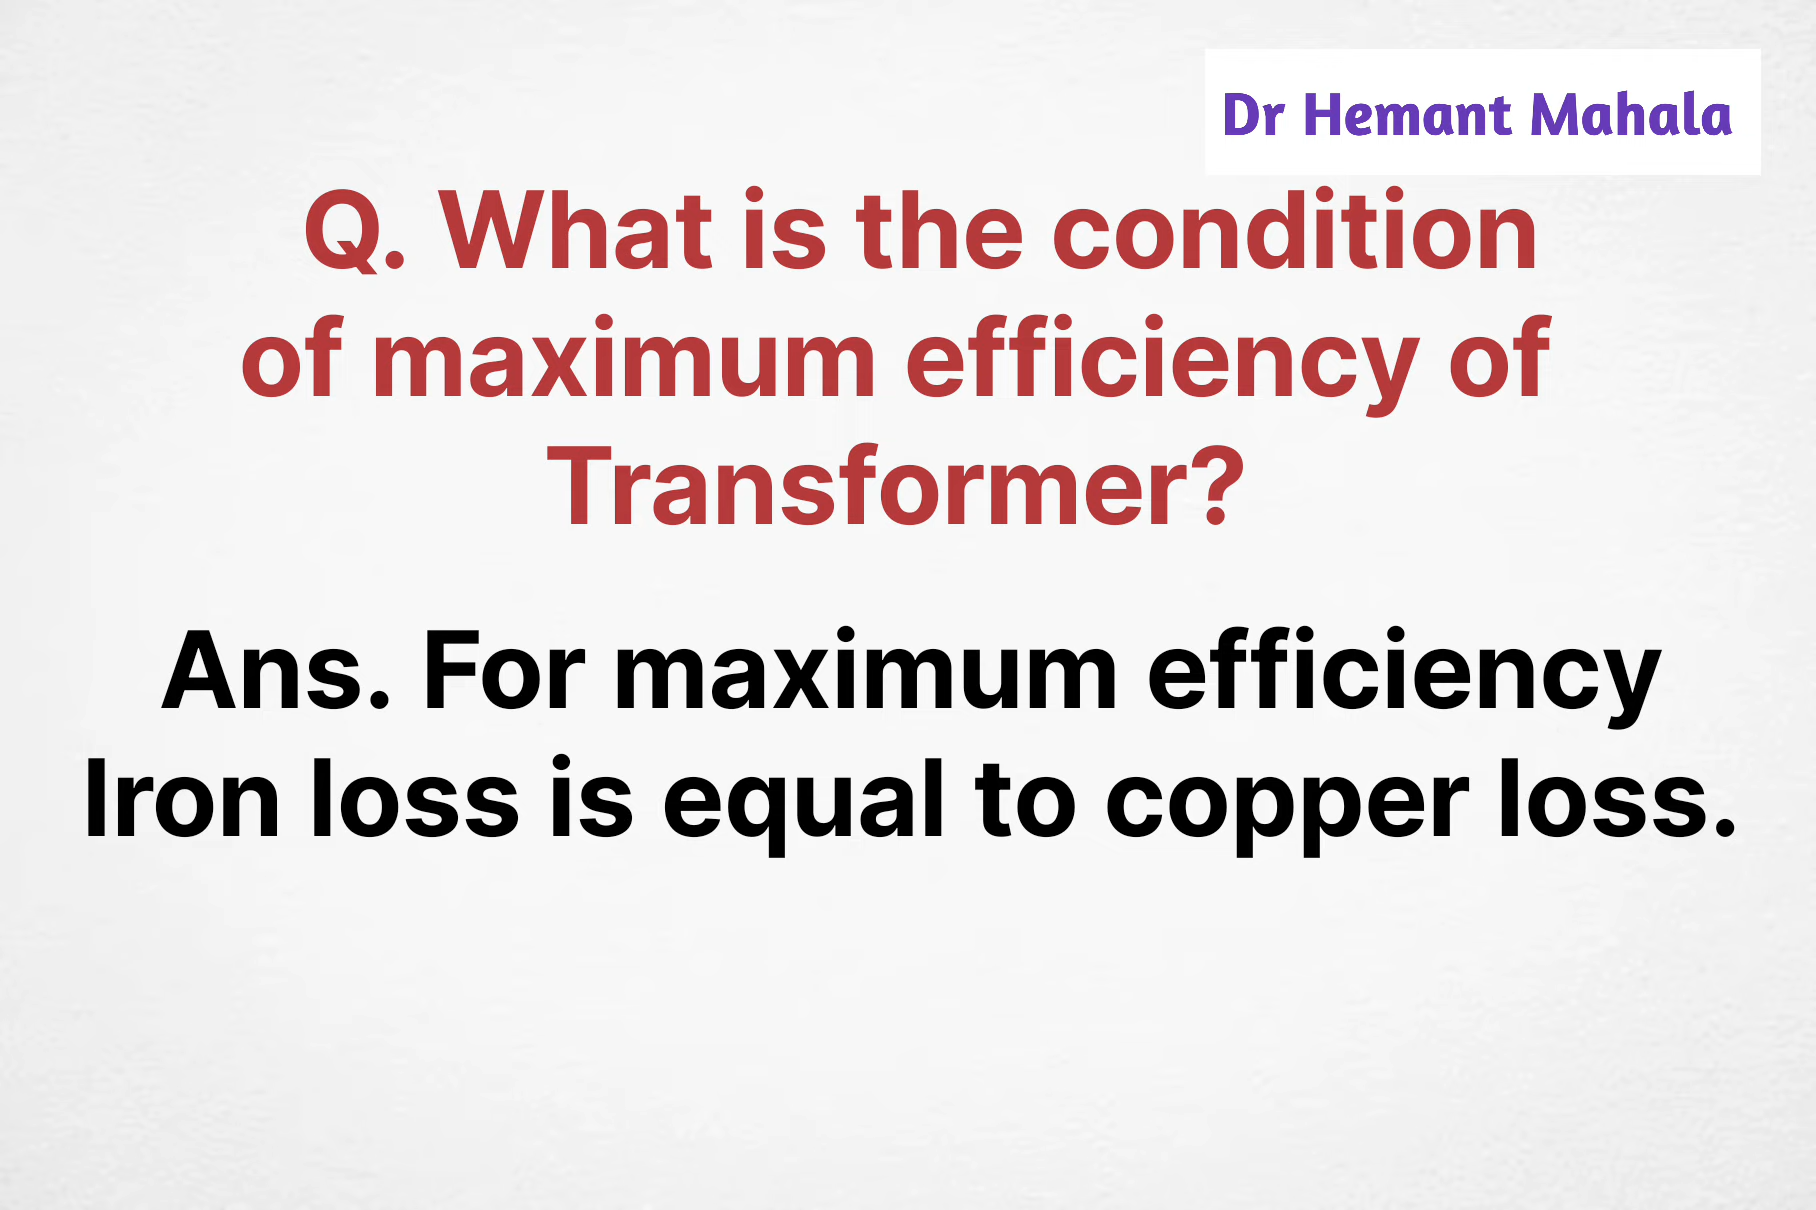 Dr Hemant Mahala
Q. What is the condition
of maximum efficiency of
Transformer?
Ans. For maximum efficiency
Iron loss is equal to copper loss.